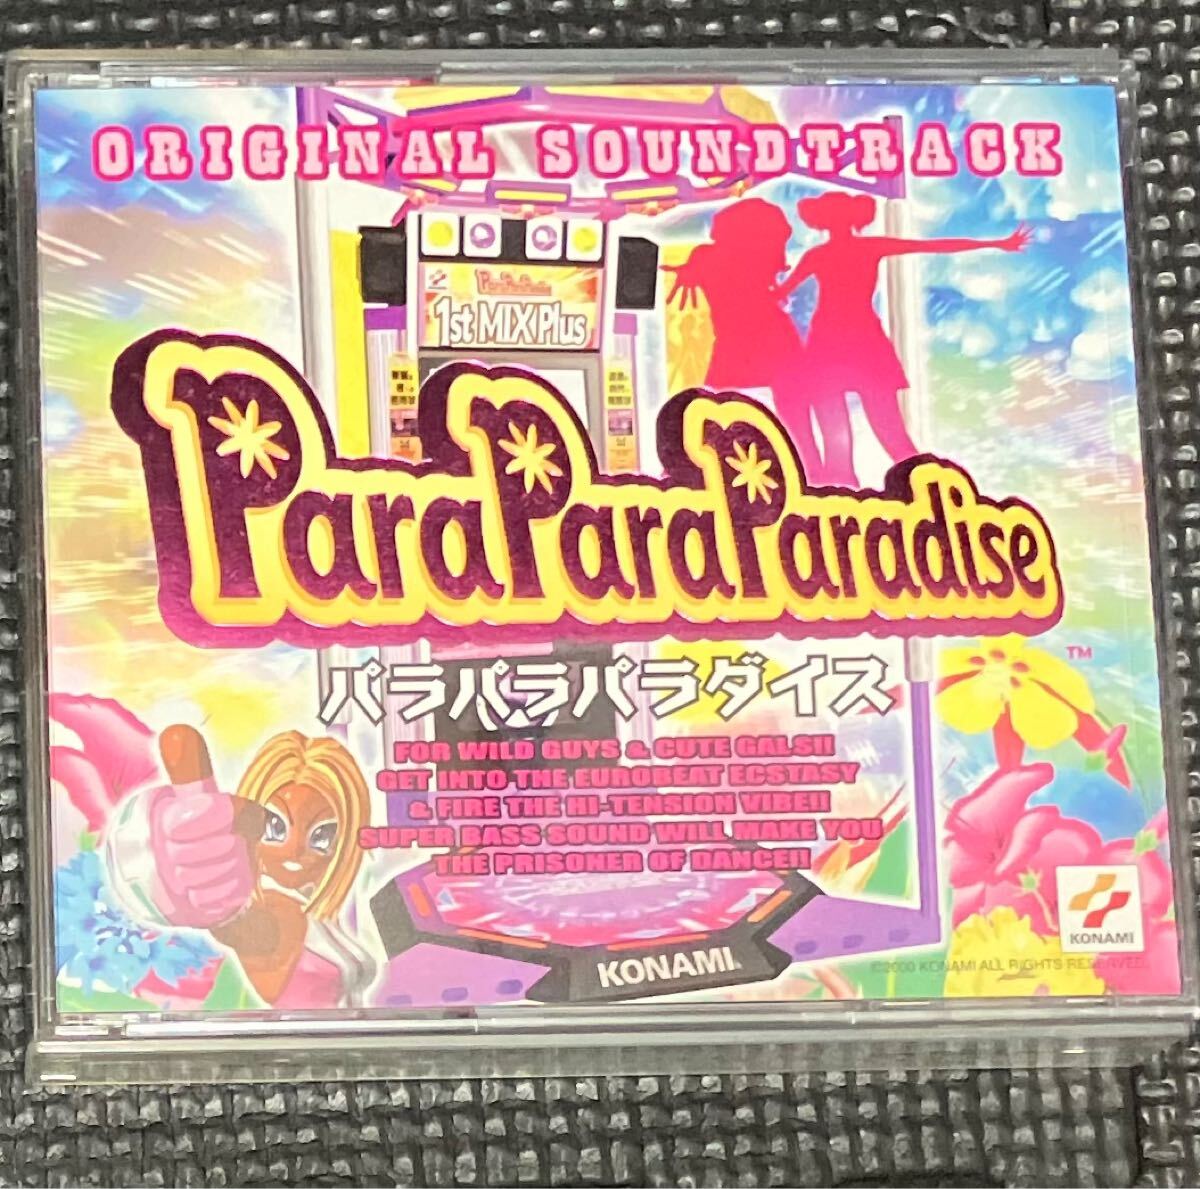 ORIGINAL SOUNDTRACK
ParaParaParadise
1st MIX Plus
ParaParaParadise
TM
パラパラパラダイス
FOR WILD GUYS & CUTE GALS!!
GET INTO THE EUROBEAT ECSTASY
& FIRE THE HI-TENSION VIBE!!
SUPER BASS SOUND WILL MAKE YOU
THE PRISONER OF DANCE!!
KONAMI
KONAMI
©2000 KONAMI ALL RIGHTS RESERVED.